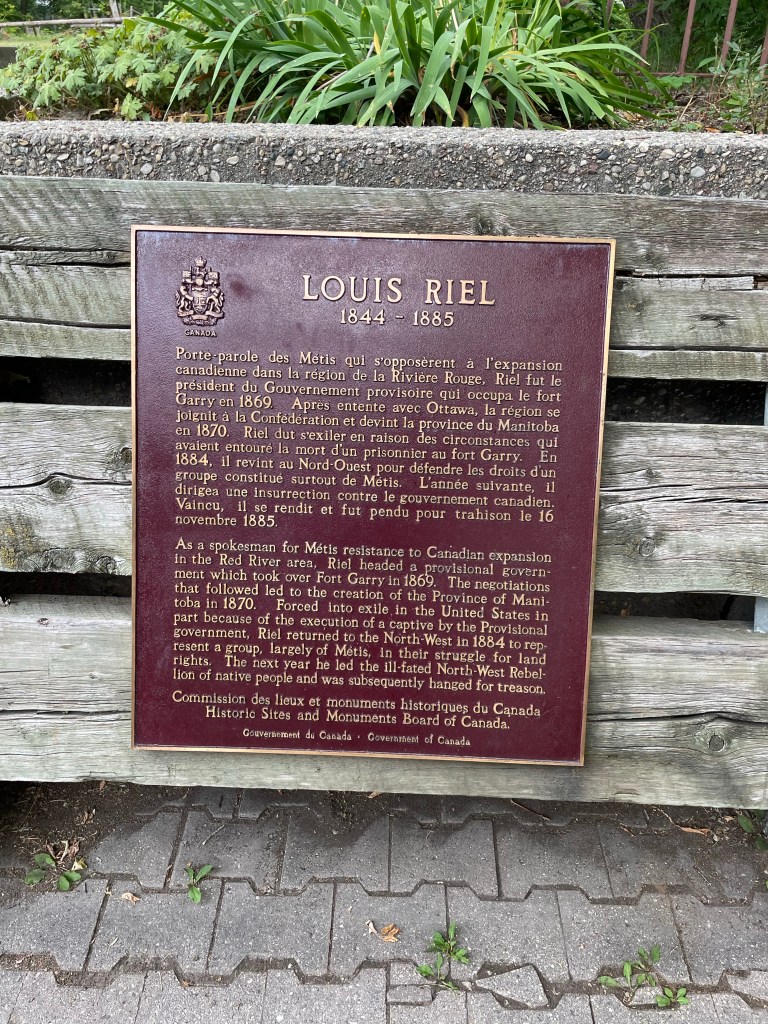 CANADA
LOUIS RIEL
1844 - 1885
Porte-parole des Métis qui s'opposèrent à l'expansion
canadienne dans la région de la Rivière Rouge, Riel fut le
président du Gouvernement provisoire qui occupa le fort
Garry en 1869. Après entente avec Ottawa, la région se
joignit à la Confédération et devint la province du Manitoba
en 1870. Riel dut s'exiler en raison des circonstances qui
avaient entouré la mort d'un prisonnier au fort Garry. En
1884, il revint au Nord-Ouest pour défendre les droits d'un
groupe constitué surtout de Métis. L'année suivante, il
dirigea une insurrection contre le gouvernement canadien.
Vaincu, il se rendit et fut pendu pour trahison le 16
novembre 1885.
As a spokesman for Métis resistance to Canadian expansion
in the Red River area, Riel headed a provisional govern-
ment which took over Fort Garry in 1869. The negotiations
that followed led to the creation of the Province of Mani-
toba in 1870. Forced into exile in the United States in
part because of the execution of a captive by the Provisional
government, Riel returned to the North-West in 1884 to rep-
resent a group, largely of Métis, in their struggle for land
rights. The next year he led the ill-fated North-West Rebel-
lion of native people and was subsequently hanged for treason.
Commission des lieux et monuments historiques du Canada
Historic Sites and Monuments Board of Canada.
Gouvernement du Canada · Government of Canada